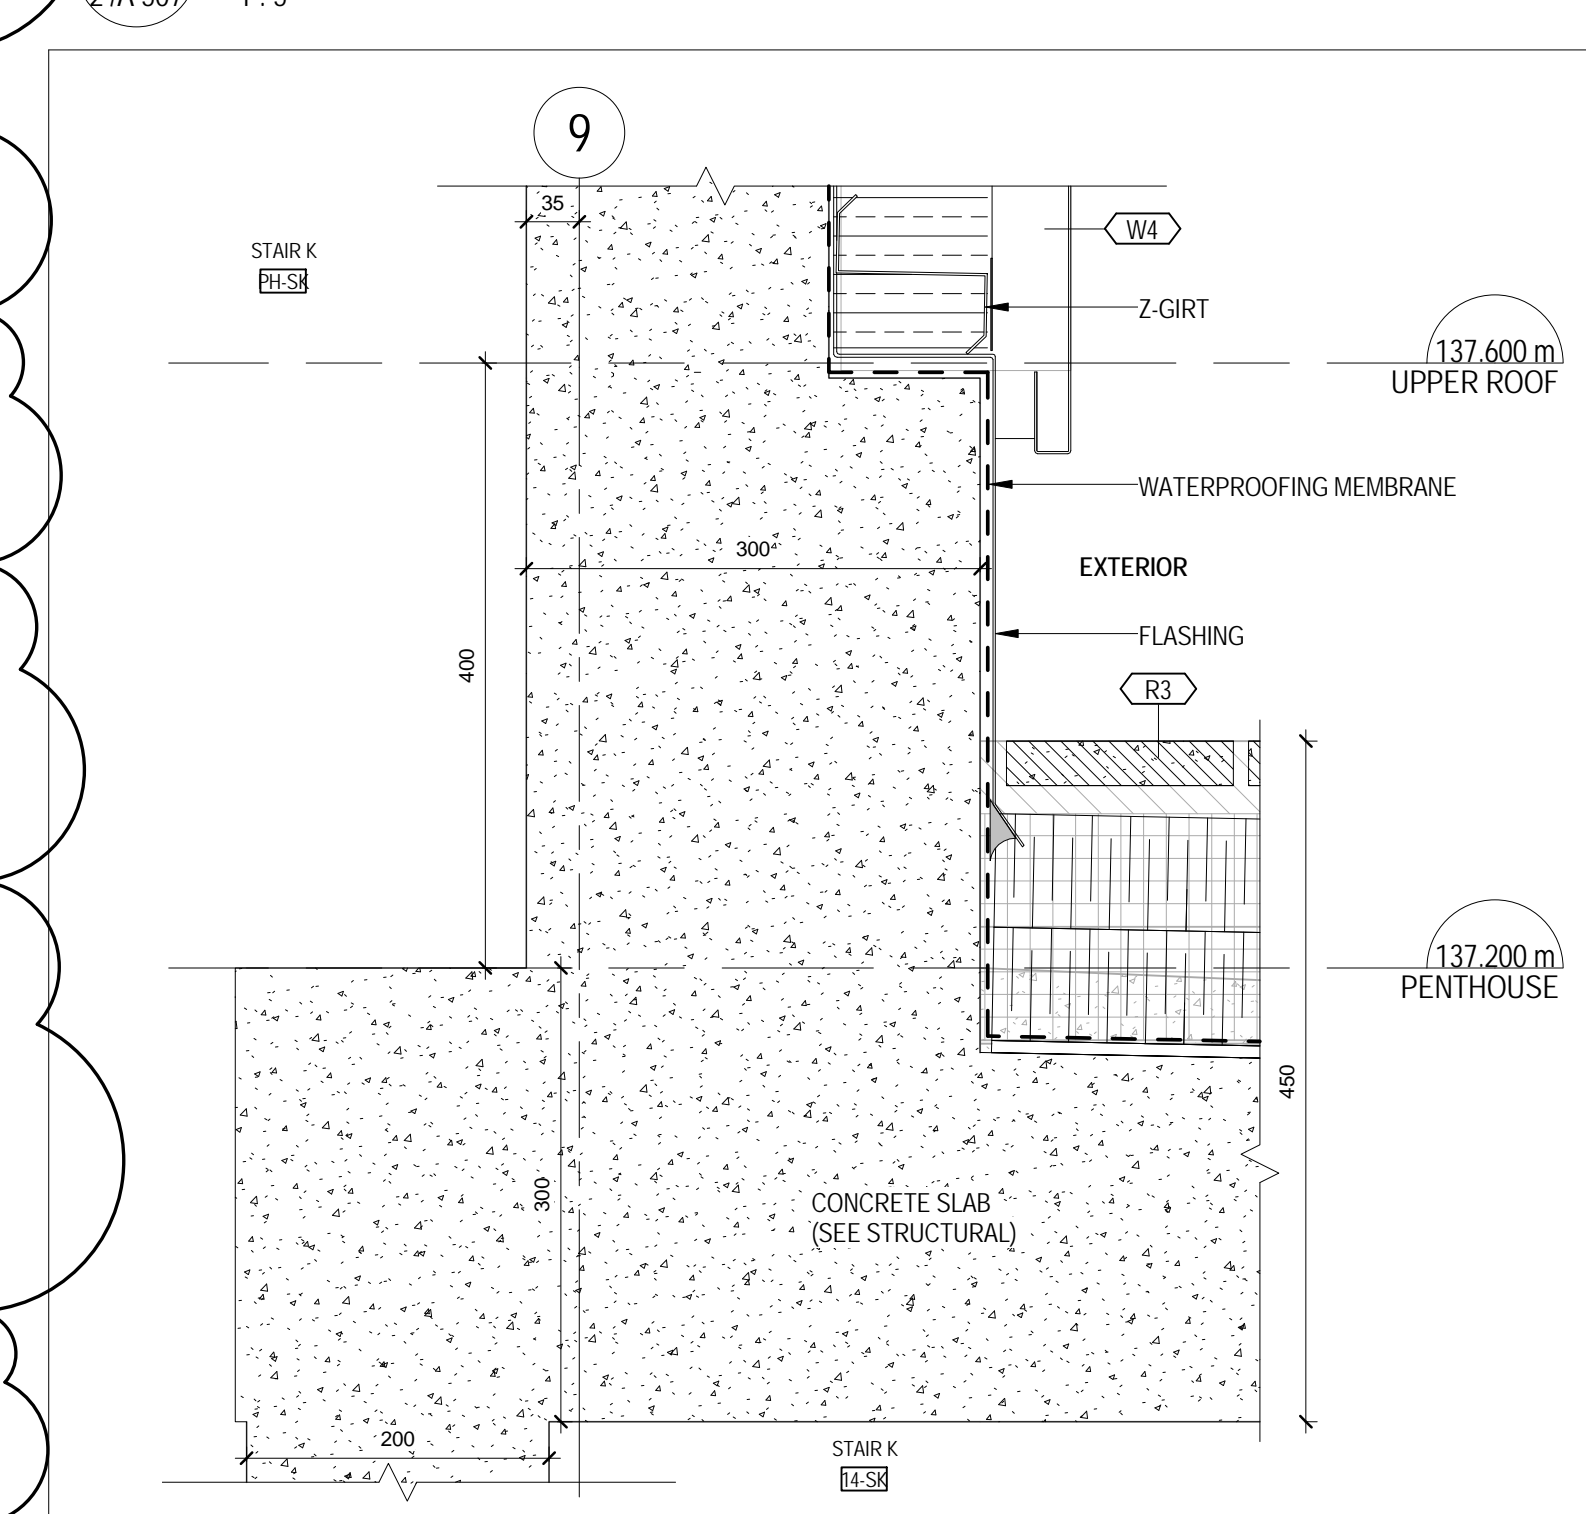 9
35
STAIR K
PH-SK
W4
Z-GIRT
137.600 m
UPPER ROOF
WATERPROOFING MEMBRANE
300
EXTERIOR
FLASHING
400
R3
137.200 m
PENTHOUSE
450
300
CONCRETE SLAB
(SEE STRUCTURAL)
200
STAIR K
14-SK